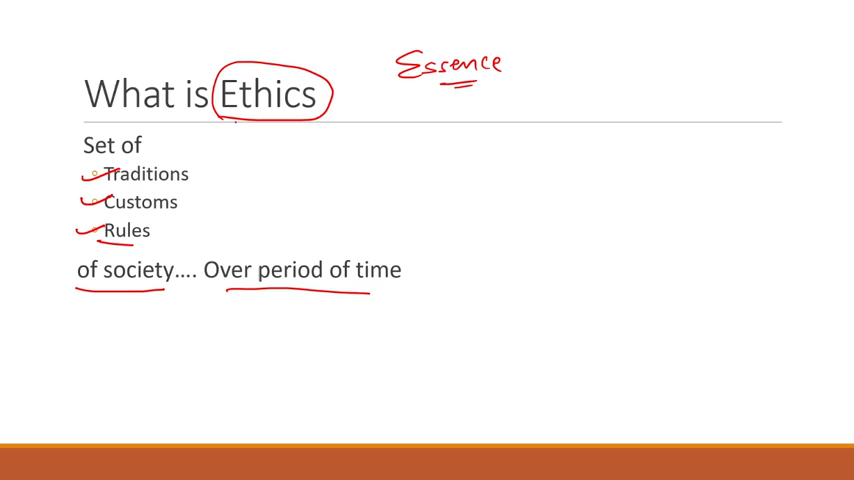 Essence
What is Ethics
Set of
Traditions
Customs
Rules
of society.... Over period of time